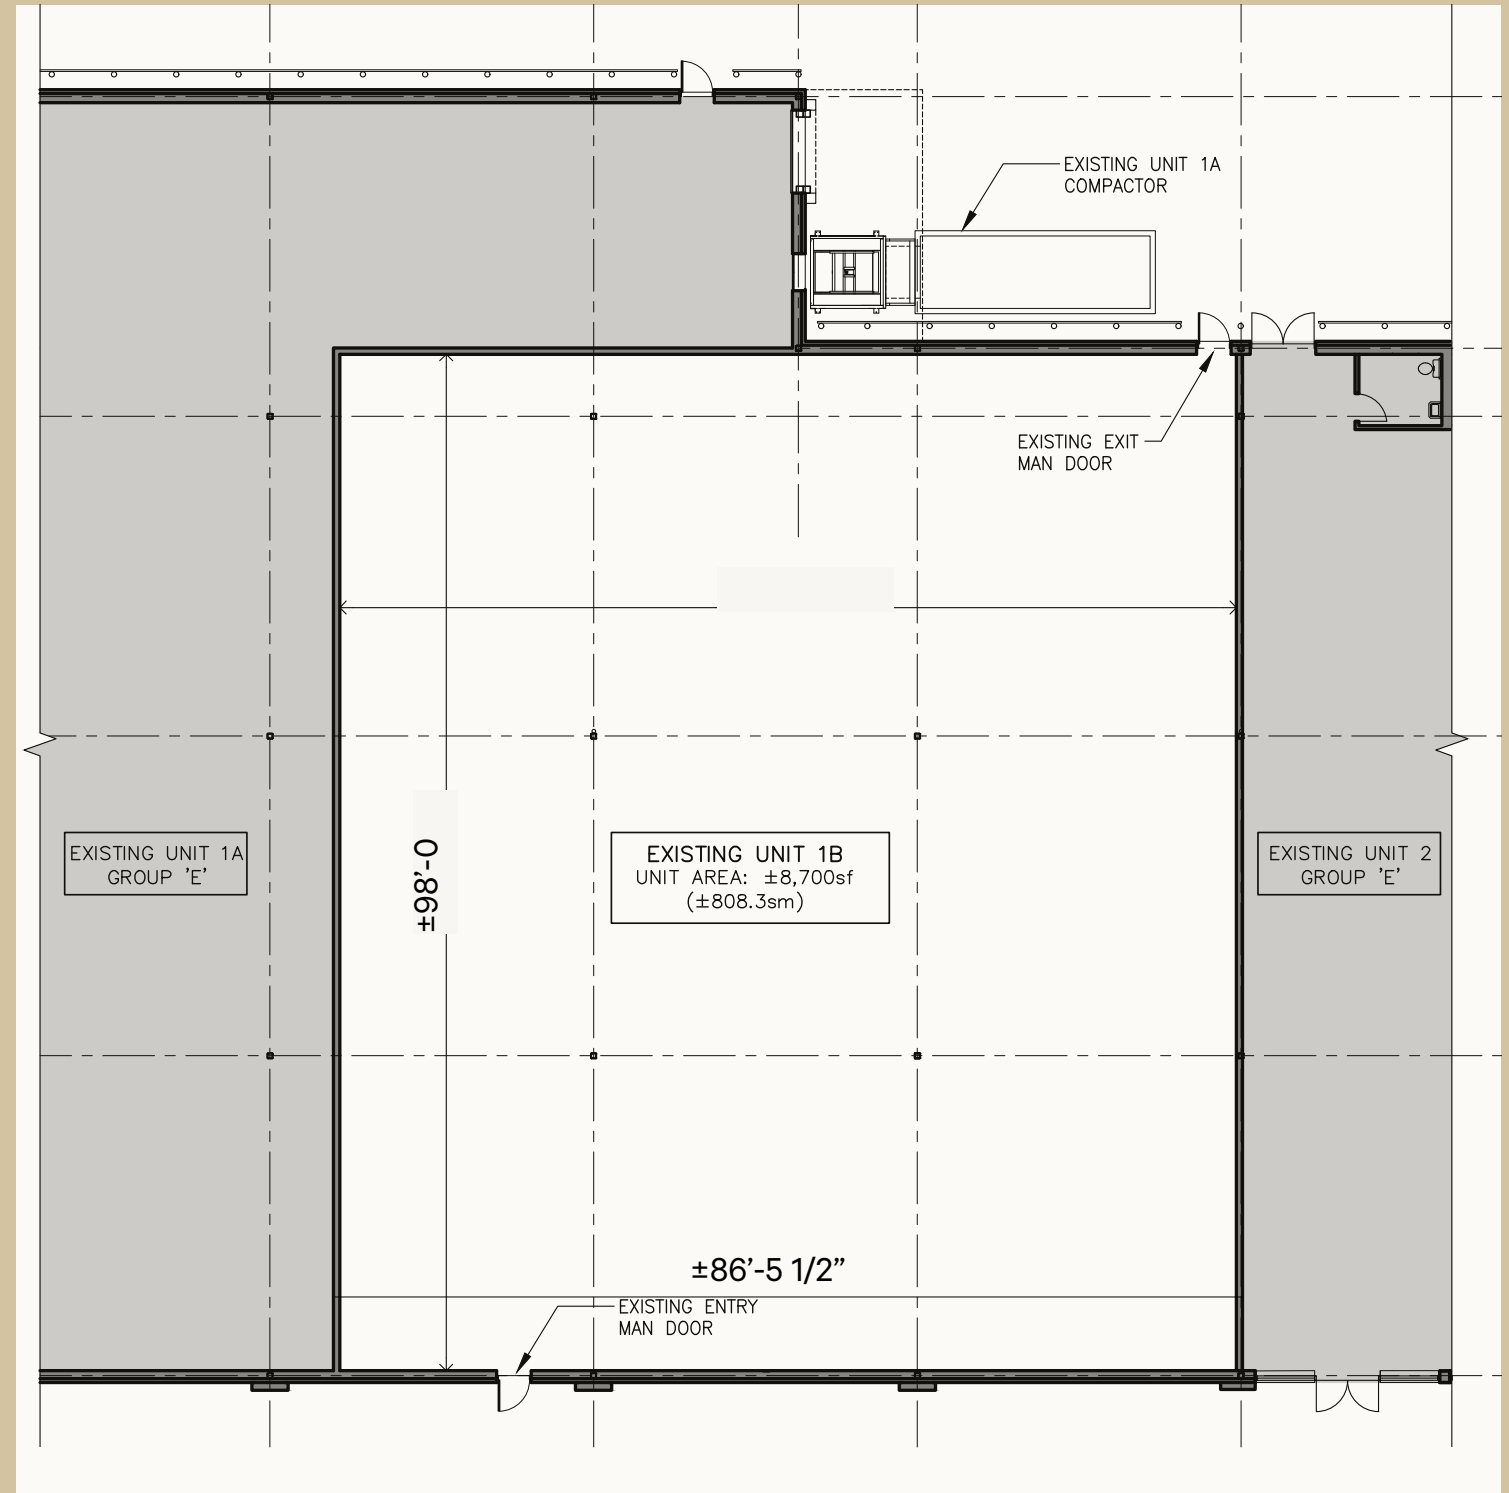 EXISTING UNIT 1A
COMPACTOR
EXISTING EXIT
MAN DOOR
EXISTING UNIT 1A
GROUP 'E'
±98'-0
EXISTING UNIT 1B
UNIT AREA: ±8,700sf
(±808.3sm)
EXISTING UNIT 2
GROUP 'E'
±86’-5 1/2”
EXISTING ENTRY
MAN DOOR